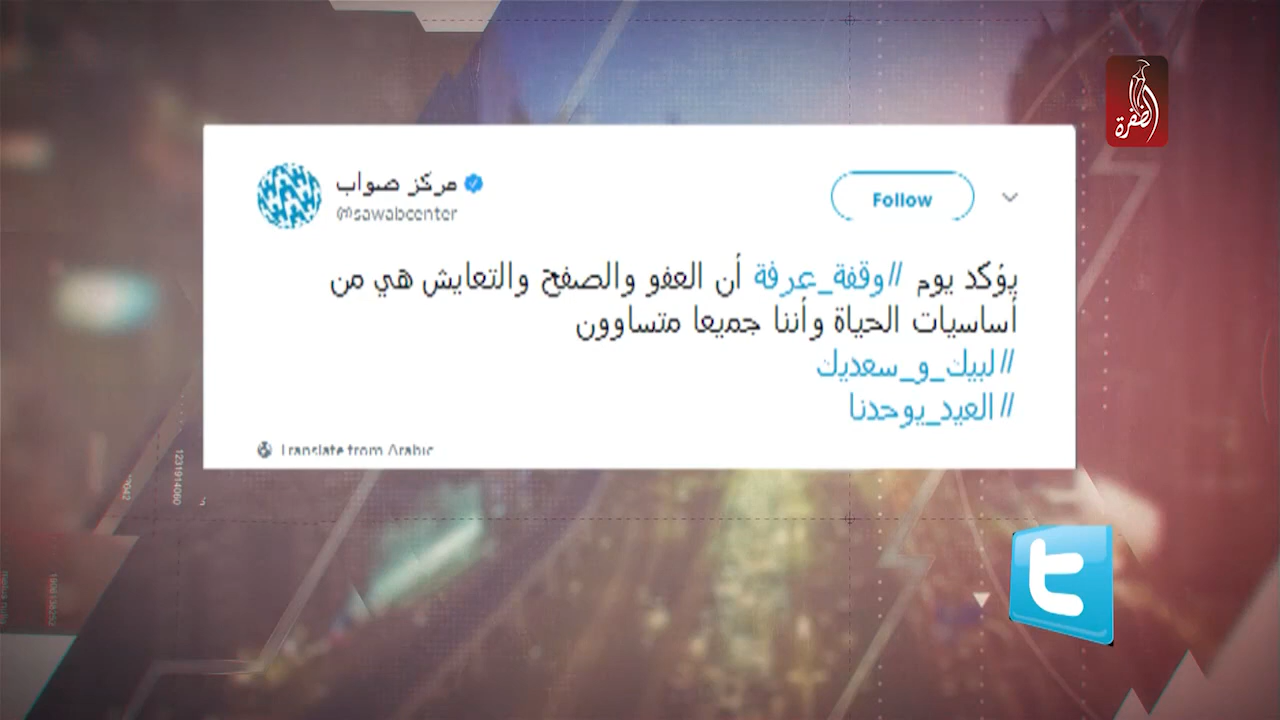 الظفرة
مركز صواب
@sawabcenter
Follow
يؤكد يوم #وقفة_عرفة أن العفو والصفح والتعايش هي من
أساسيات الحياة وأننا جميعا متساوون
#لبيك_و_سعديك
#العيد_يوحدنا
Translate from Arabic
1231914060
t